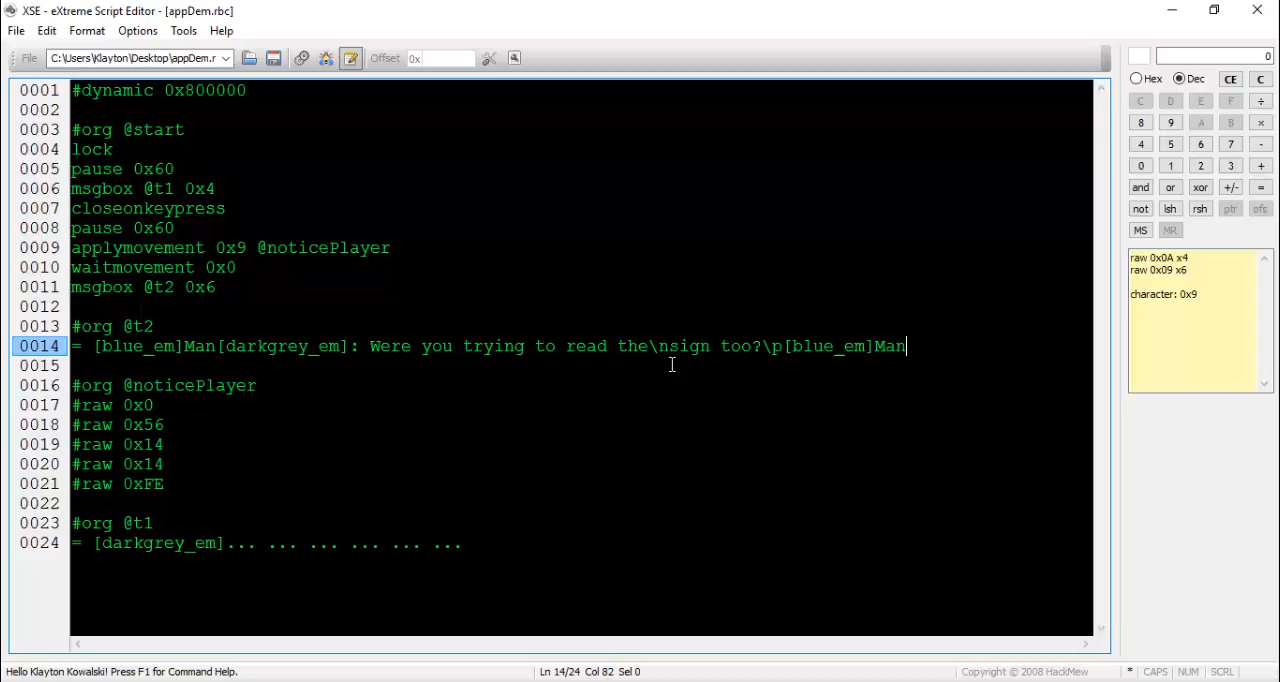 XSE - eXtreme Script Editor - [appDem.rbc]
File Edit Format Options Tools Help
File C:\Users\Klayton\Desktop\appDem.r Offset 0x
0
Hex Dec CE C
C D E F ÷
8 9 A B ×
4 5 6 7 -
0 1 2 3 +
and or xor +/- =
not lsh rsh ptr ofs
MS MR
raw 0x0A x4
raw 0x09 x6
character: 0x9
0001 #dynamic 0x800000
0002
0003 #org @start
0004 lock
0005 pause 0x60
0006 msgbox @t1 0x4
0007 closeonkeypress
0008 pause 0x60
0009 applymovement 0x9 @noticePlayer
0010 waitmovement 0x0
0011 msgbox @t2 0x6
0012
0013 #org @t2
0014 = [blue_em]Man[darkgrey_em]: Were you trying to read the\nsign too?\p[blue_em]Man
0015
0016 #org @noticePlayer
0017 #raw 0x0
0018 #raw 0x56
0019 #raw 0x14
0020 #raw 0x14
0021 #raw 0xFE
0022
0023 #org @t1
0024 = [darkgrey_em]... ... ... ... ... ...
Hello Klayton Kowalski! Press F1 for Command Help. Ln 14/24 Col 82 Sel 0 Copyright © 2008 HackMew * CAPS NUM SCRL